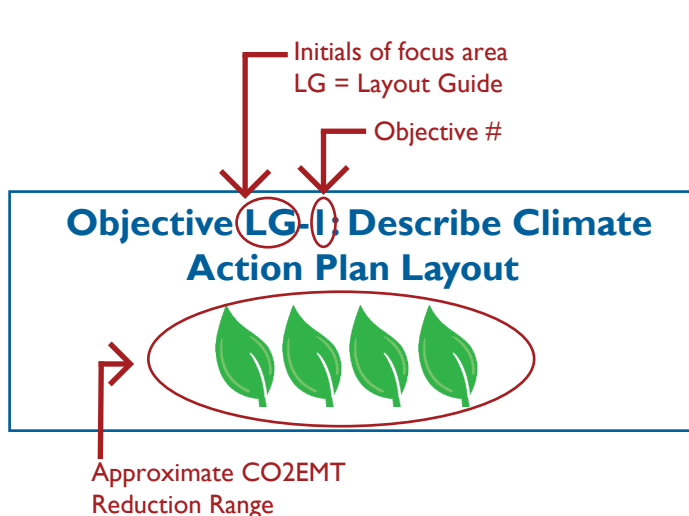 Initials of focus area
LG = Layout Guide
Objective #
Objective LG-1: Describe Climate
Action Plan Layout
Approximate CO2EMT
Reduction Range